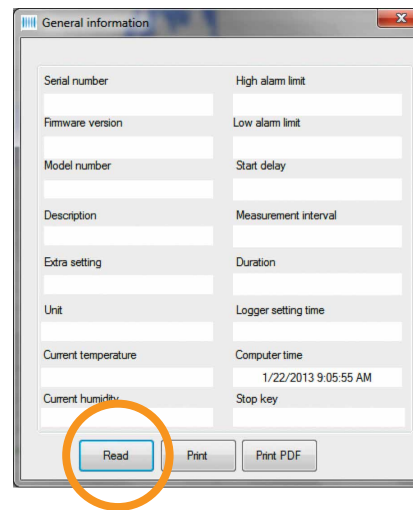 General information
Serial number
High alarm limit
Firmware version
Low alarm limit
Model number
Start delay
Description
Measurement interval
Extra setting
Duration
Unit
Logger setting time
Current temperature
Computer time
1/22/2013 9:05:55 AM
Current humidity
Stop key
Read
Print
Print PDF